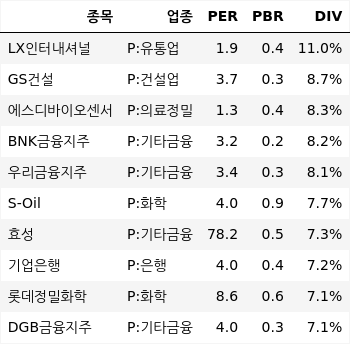 종목 업종 PER PBR DIV
LX인터내셔널 P:유통업 1.9 0.4 11.0%
GS건설 P:건설업 3.7 0.3 8.7%
에스디바이오센서 P:의료정밀 1.3 0.4 8.3%
BNK금융지주 P:기타금융 3.2 0.2 8.2%
우리금융지주 P:기타금융 3.4 0.3 8.1%
S-Oil P:화학 4.0 0.9 7.7%
효성 P:기타금융 78.2 0.5 7.3%
기업은행 P:은행 4.0 0.4 7.2%
롯데정밀화학 P:화학 8.6 0.6 7.1%
DGB금융지주 P:기타금융 4.0 0.3 7.1%